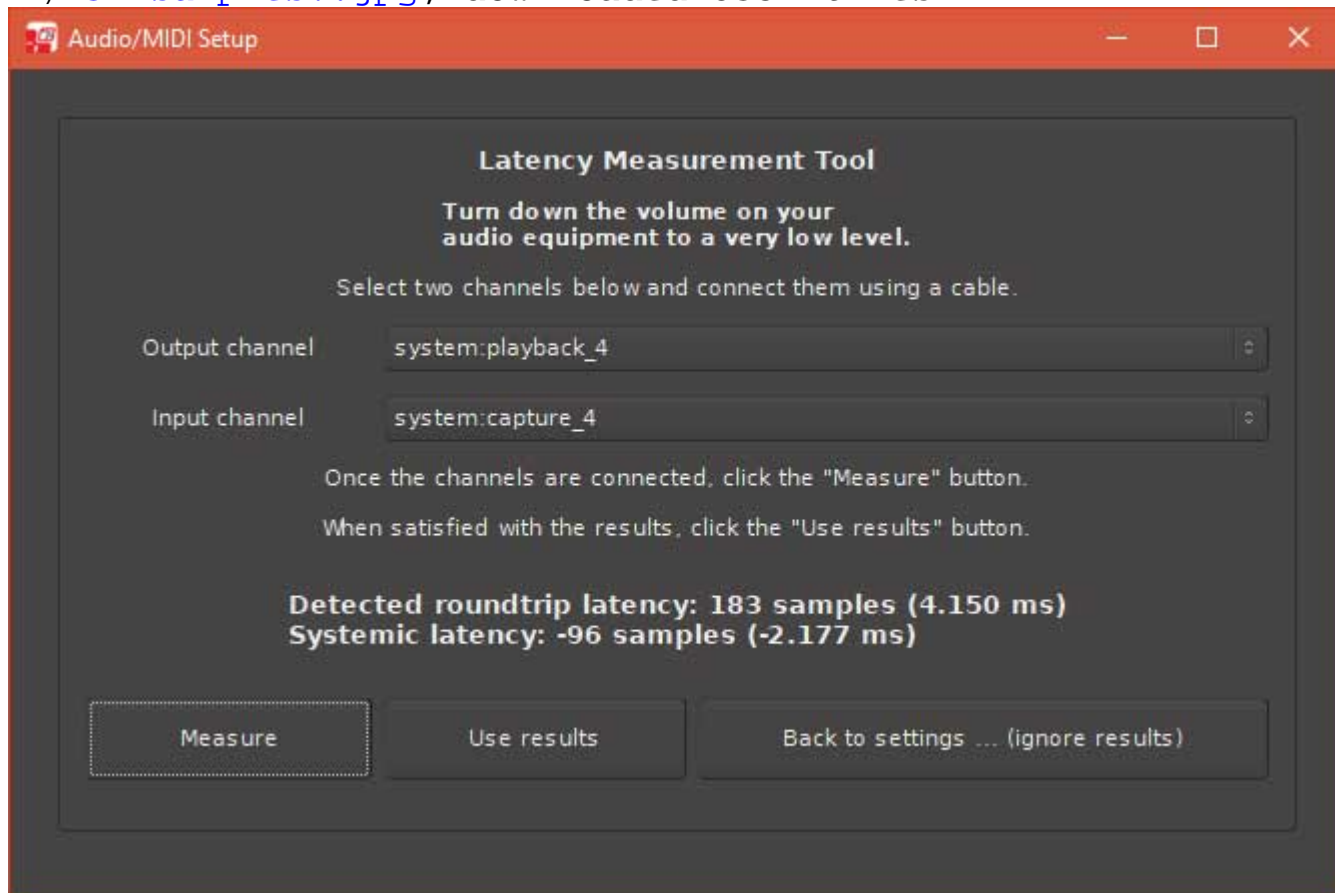 Audio/MIDI Setup
Latency Measurement Tool
Turn down the volume on your
audio equipment to a very low level.
Select two channels below and connect them using a cable.
Output channel system:playback_4
Input channel system:capture_4
Once the channels are connected, click the "Measure" button.
When satisfied with the results, click the "Use results" button.
Detected roundtrip latency: 183 samples (4.150 ms)
Systemic latency: -96 samples (-2.177 ms)
Measure Use results Back to settings ... (ignore results)